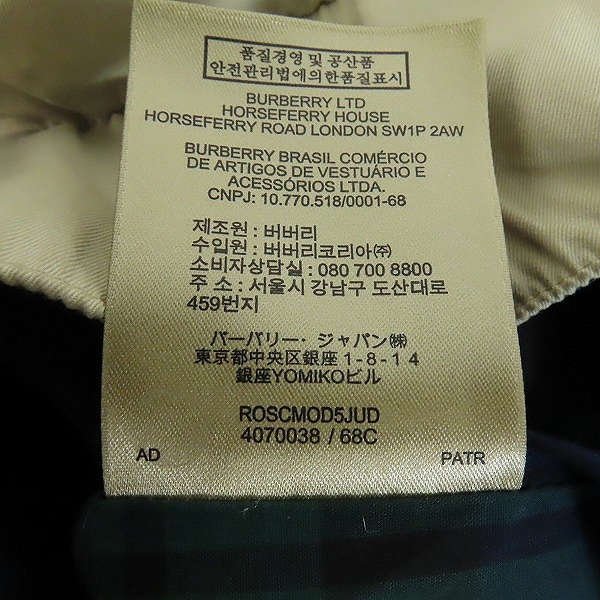 품질경영 및 공산품
안전관리법에의한품질표시
BURBERRY LTD
HORSEFERRY HOUSE
HORSEFERRY ROAD LONDON SW1P 2AW
BURBERRY BRASIL COMÉRCIO
DE ARTIGOS DE VESTUÁRIO E
ACESSÓRIOS LTDA.
CNPJ: 10.770.518/0001-68
제조원 : 버버리
수입원 : 버버리코리아㈜
소비자상담실 : 080 700 8800
주 소 : 서울시 강남구 도산대로
459번지
バーバリー・ジャパン㈱
東京都中央区銀座1-8-14
銀座YOMIKOビル
ROSCMOD5JUD
4070038 / 68C
AD PATR